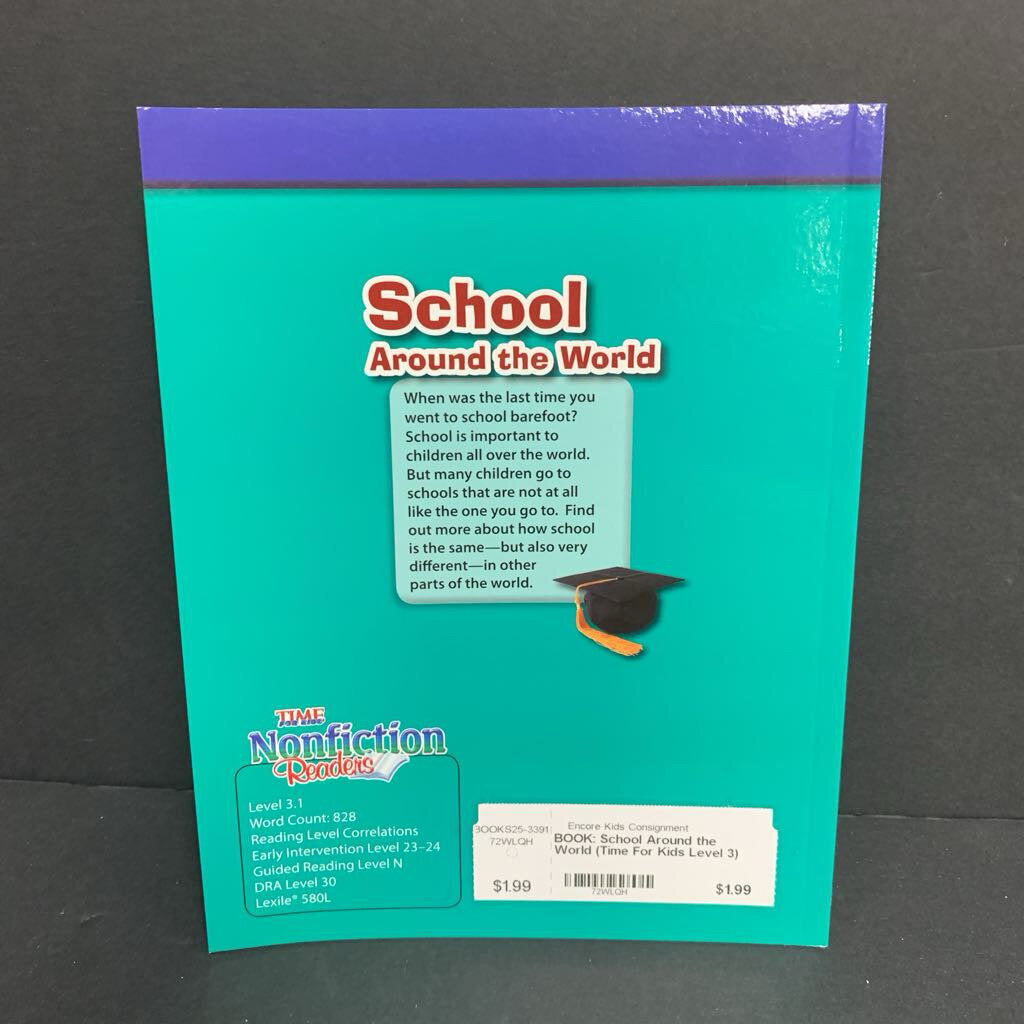 School
Around the World
When was the last time you
went to school barefoot?
School is important to
children all over the world.
But many children go to
schools that are not at all
like the one you go to. Find
out more about how school
is the same—but also very
different—in other
parts of the world.
TIME
FOR KIDS
Nonfiction
Readers
Level 3.1
Word Count: 828
Reading Level Correlations
Early Intervention Level 23–24
Guided Reading Level N
DRA Level 30
Lexile® 580L
BOOKS25-3391
72WLQH
$1.99
Encore Kids Consignment
BOOK: School Around the
World (Time For Kids Level 3)
72WLQH
$1.99